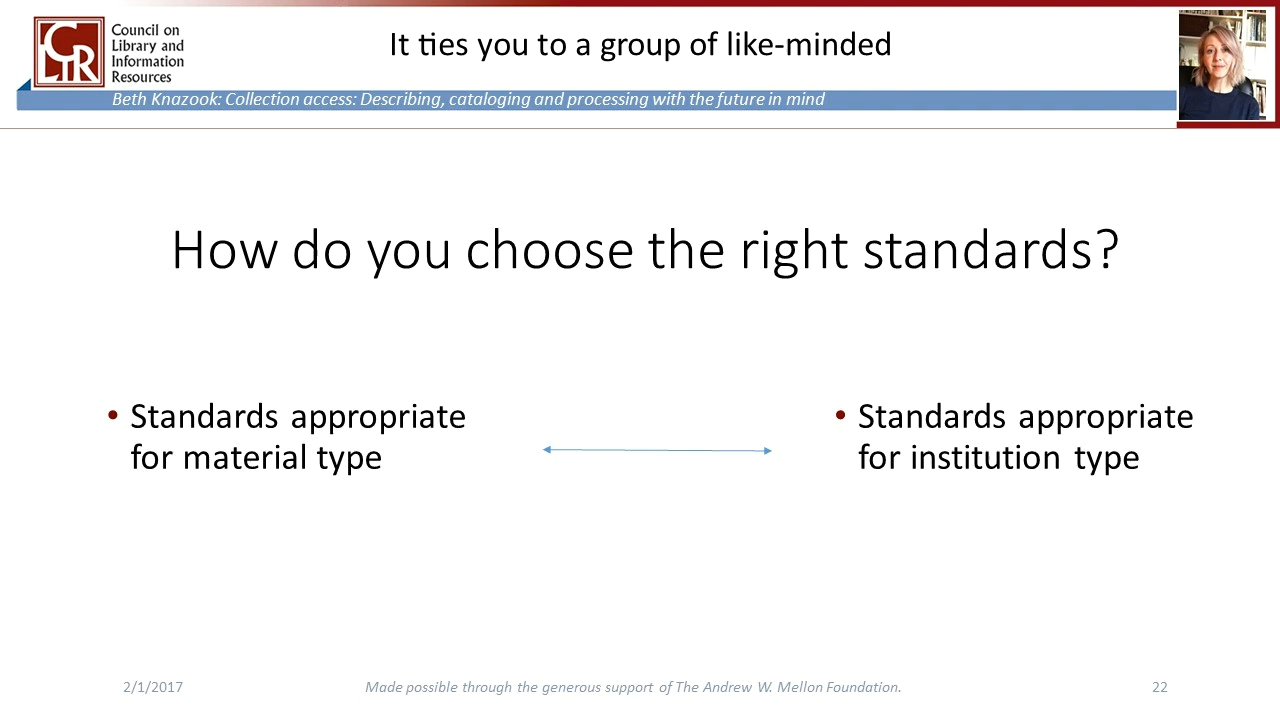 CLIR
Council on
Library and
Information
Resources
It ties you to a group of like-minded
Beth Knazook: Collection access: Describing, cataloging and processing with the future in mind
How do you choose the right standards?
• Standards appropriate
for material type
• Standards appropriate
for institution type
2/1/2017
Made possible through the generous support of The Andrew W. Mellon Foundation.
22